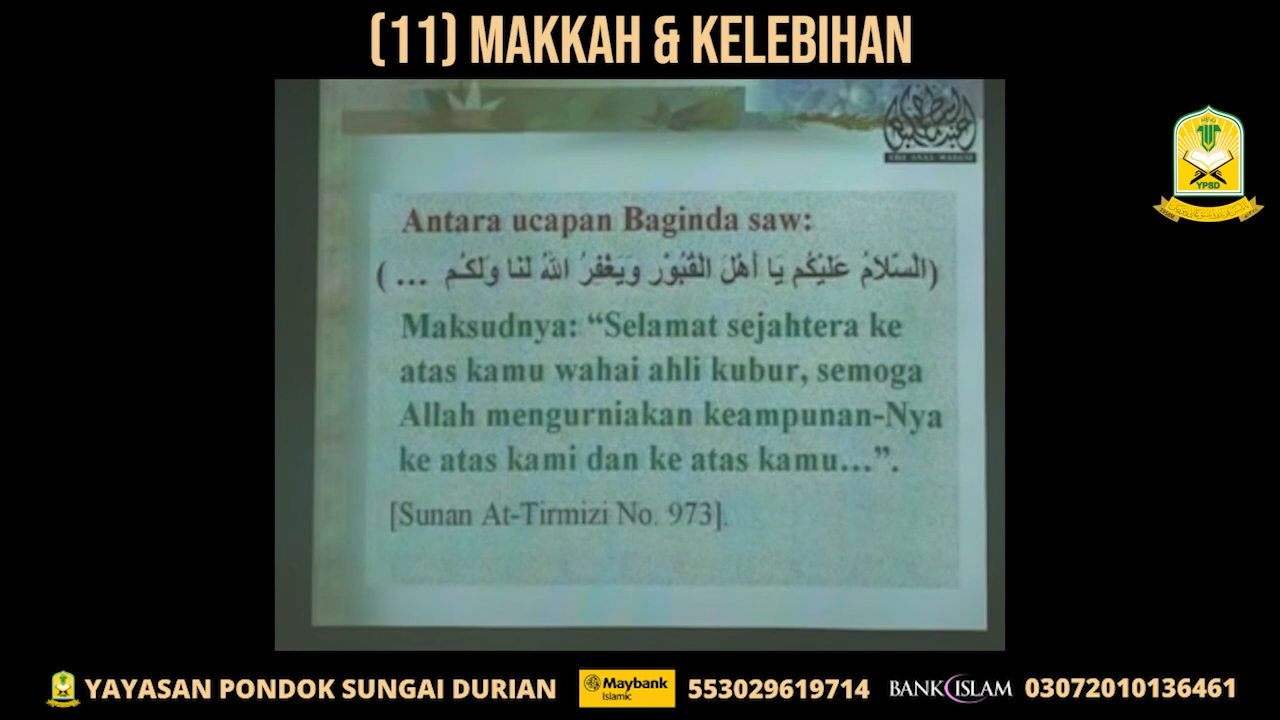 (11) MAKKAH & KELEBIHAN
Antara ucapan Baginda saw:
(السَّلَامُ عَلَيْكُم يَا أَهْلَ الْقُبُوْر وَيَغْفِرُ اللهُ لَنَا وَلَكُم ... )
Maksudnya: “Selamat sejahtera ke
atas kamu wahai ahli kubur, semoga
Allah mengurniakan keampunan-Nya
ke atas kami dan ke atas kamu...”.
[Sunan At-Tirmizi No. 973].
YPSD
YAYASAN PONDOK SUNGAI DURIAN
Maybank
Islamic
553029619714
BANK ISLAM
03072010136461